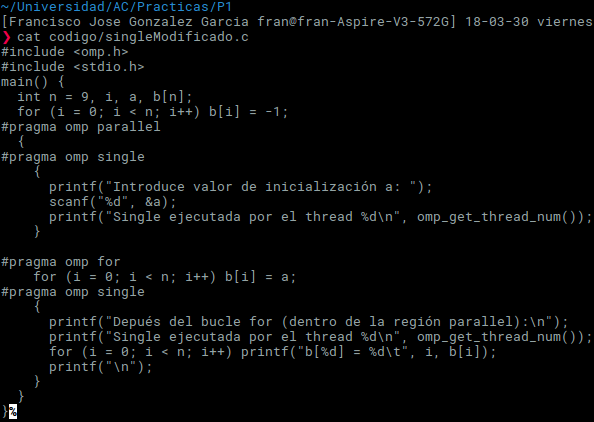 ~/Universidad/AC/Practicas/P1
[Francisco Jose Gonzalez Garcia fran@fran-Aspire-V3-572G] 18-03-30 viernes
❯ cat codigo/singleModificado.c
#include <omp.h>
#include <stdio.h>
main() {
  int n = 9, i, a, b[n];
  for (i = 0; i < n; i++) b[i] = -1;
#pragma omp parallel
  {
#pragma omp single
    {
      printf("Introduce valor de inicialización a: ");
      scanf("%d", &a);
      printf("Single ejecutada por el thread %d\n", omp_get_thread_num());
    }

#pragma omp for
    for (i = 0; i < n; i++) b[i] = a;
#pragma omp single
    {
      printf("Depués del bucle for (dentro de la región parallel):\n");
      printf("Single ejecutada por el thread %d\n", omp_get_thread_num());
      for (i = 0; i < n; i++) printf("b[%d] = %d\t", i, b[i]);
      printf("\n");
    }
  }
}%